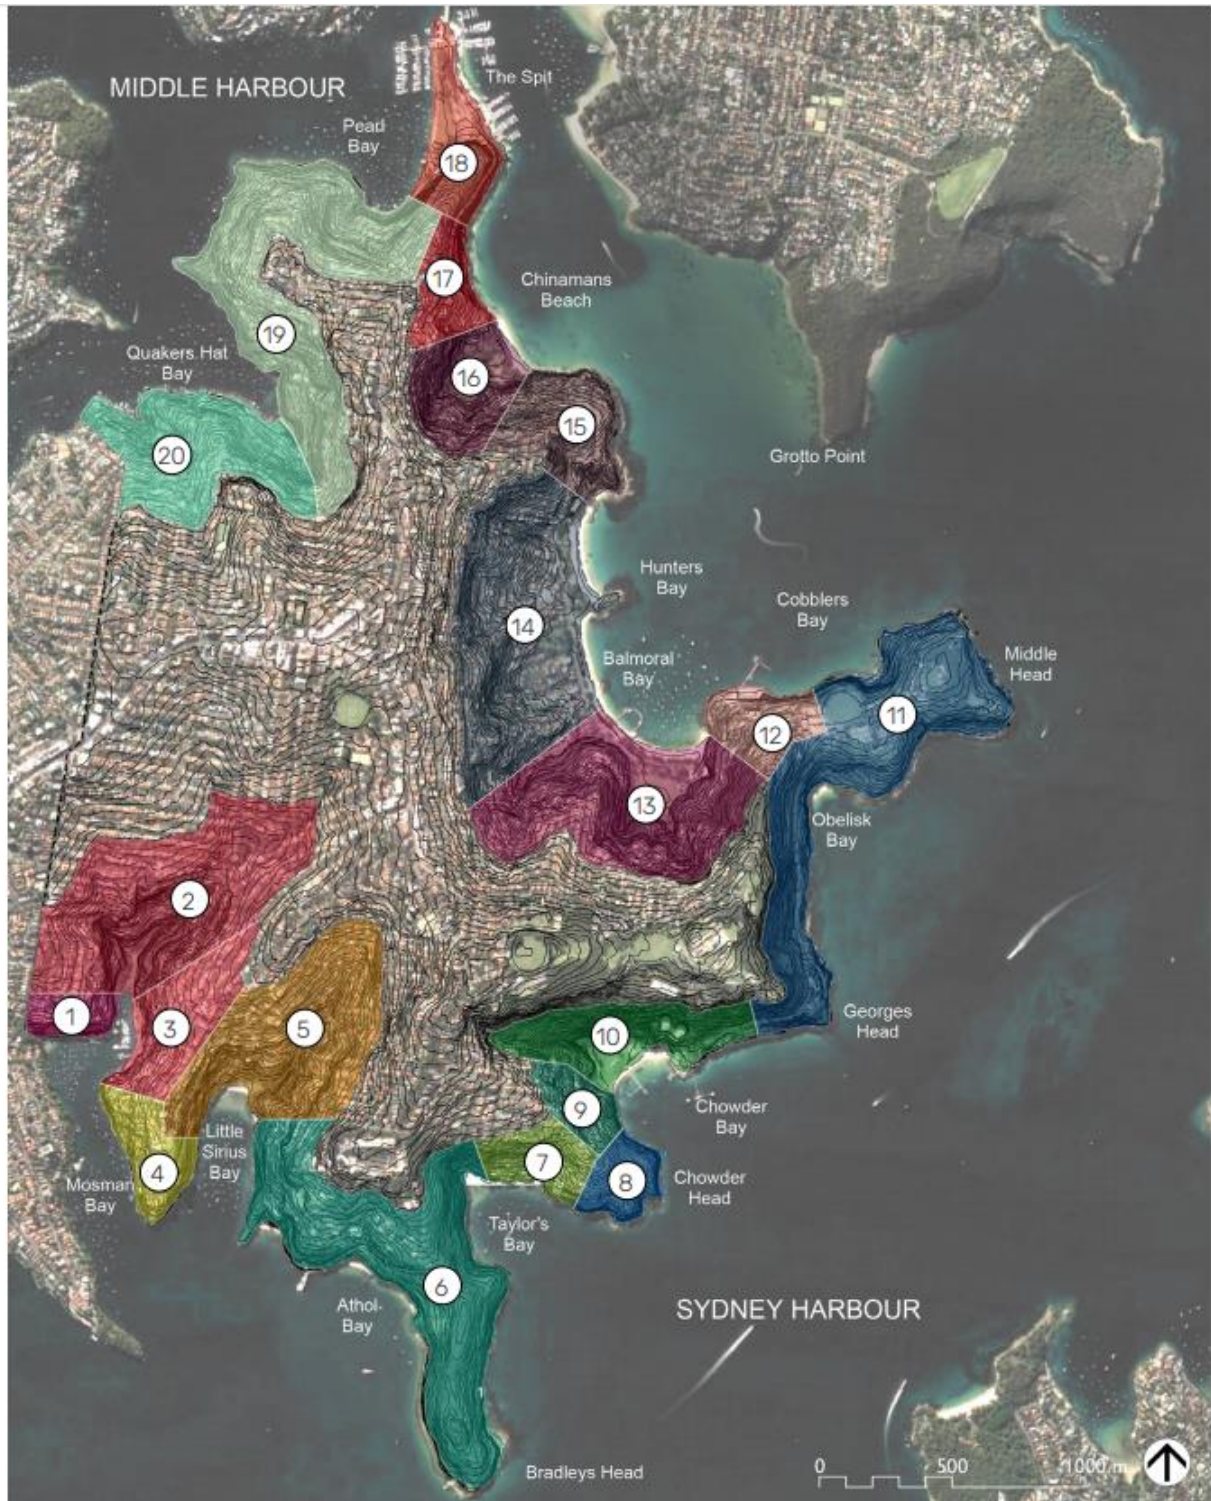 MIDDLE HARBOUR
The Spit
Pead
Bay
18
17
Chinamans
Beach
19
Quakers Hat
Bay
16
15
20
Grotto Point
Hunters
Bay
Cobblers
Bay
14
Balmoral
Bay
Middle
Head
11
12
13
Obelisk
Bay
2
1
3
5
10
Georges
Head
9
Chowder
Bay
Little
Sirius
Bay
4
Mosman
Bay
7
8
Chowder
Head
Taylor's
Bay
6
Athol
Bay
SYDNEY HARBOUR
Bradleys Head
0 500 1000 m